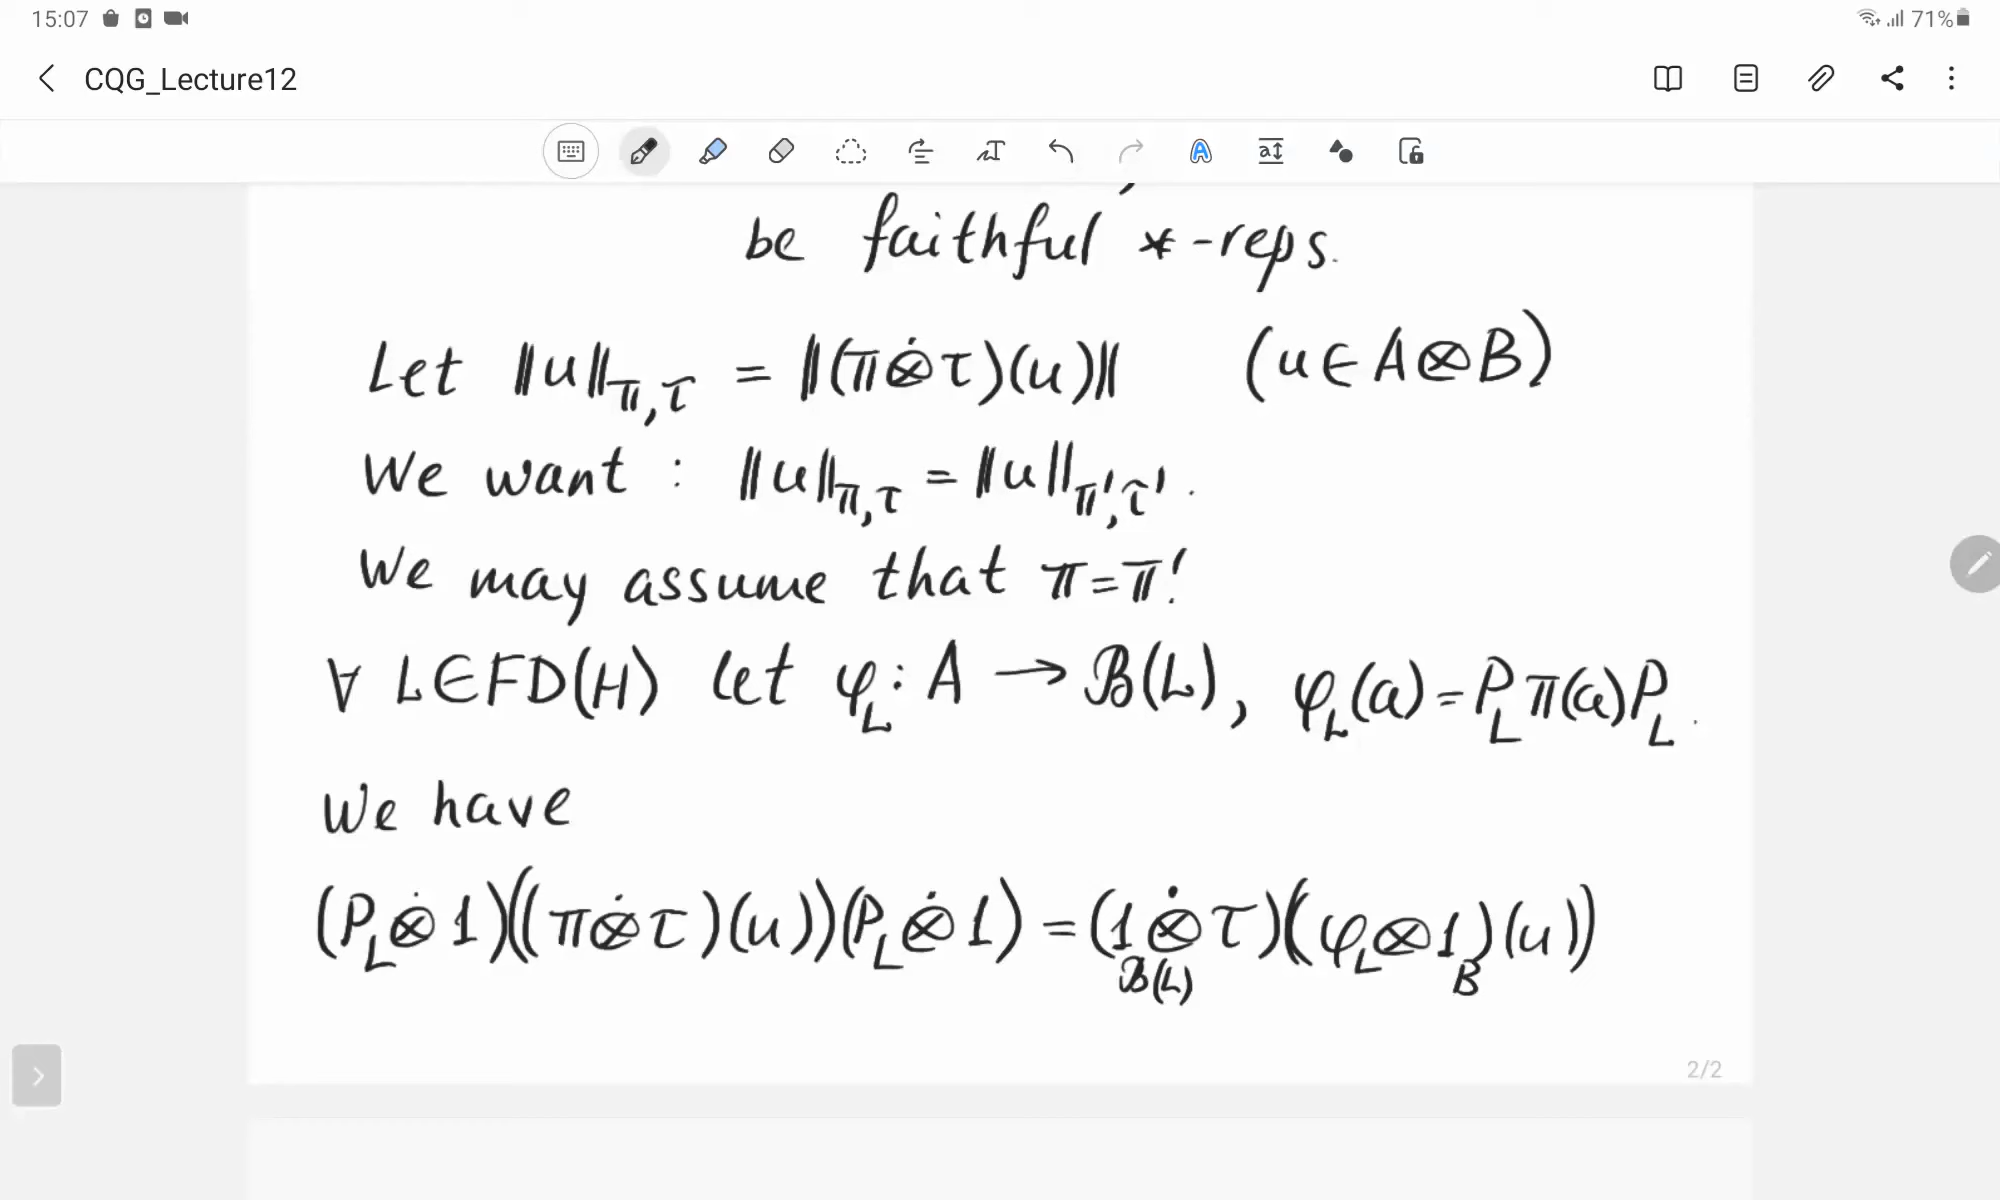 15:07 71%
CQG_Lecture12
be faithful *-reps.
Let ‖u‖_{π,τ} = ‖(π⊗̇τ)(u)‖ (u∈A⊗B)
We want : ‖u‖_{π,τ} = ‖u‖_{π',τ'}.
We may assume that π=π'.
∀ L∈FD(H) let φ_L : A → ℬ(L), φ_L(a) = P_L π(a) P_L.
We have
(P_L ⊗̇ 1)((π⊗̇τ)(u))(P_L ⊗̇ 1) = (1_{ℬ(L)} ⊗̇ τ)((φ_L ⊗ 1_B)(u))
2/2